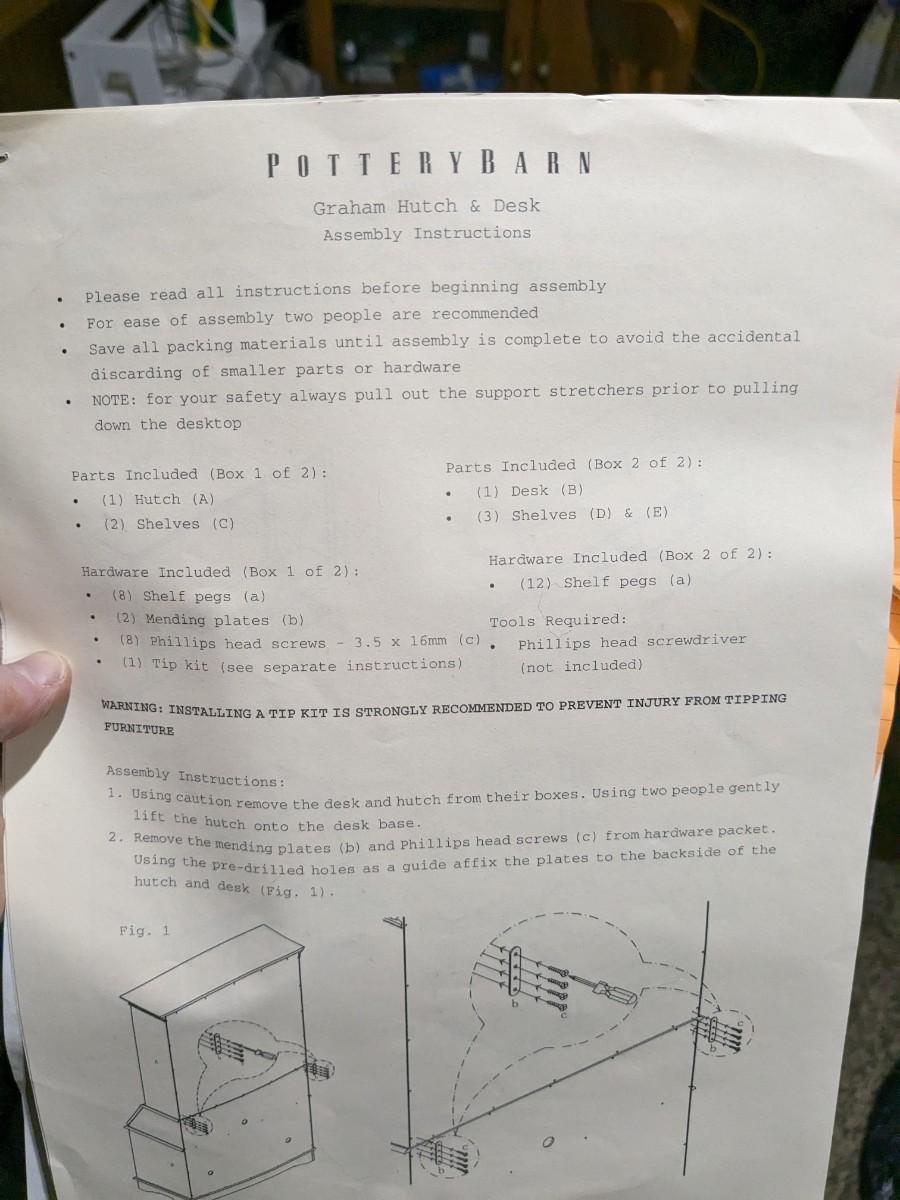 POTTERYBARN
Graham Hutch & Desk
Assembly Instructions
• Please read all instructions before beginning assembly
• For ease of assembly two people are recommended
• Save all packing materials until assembly is complete to avoid the accidental
discarding of smaller parts or hardware
• NOTE: for your safety always pull out the support stretchers prior to pulling
down the desktop
Parts Included (Box 1 of 2):
• (1) Hutch (A)
• (2) Shelves (C)
Parts Included (Box 2 of 2):
• (1) Desk (B)
• (3) Shelves (D) & (E)
Hardware Included (Box 1 of 2):
• (8) Shelf pegs (a)
• (2) Mending plates (b)
• (8) Phillips head screws - 3.5 x 16mm (c)
• (1) Tip kit (see separate instructions)
Hardware Included (Box 2 of 2):
• (12) Shelf pegs (a)
Tools Required:
• Phillips head screwdriver
(not included)
WARNING: INSTALLING A TIP KIT IS STRONGLY RECOMMENDED TO PREVENT INJURY FROM TIPPING
FURNITURE
Assembly Instructions:
1. Using caution remove the desk and hutch from their boxes. Using two people gently
lift the hutch onto the desk base.
2. Remove the mending plates (b) and Phillips head screws (c) from hardware packet.
Using the pre-drilled holes as a guide affix the plates to the backside of the
hutch and desk (Fig. 1).
Fig. 1
b
c
c
b
c
b